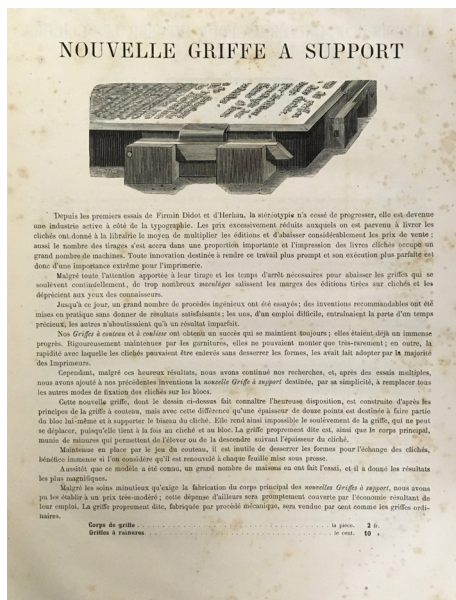 NOUVELLE GRIFFE A SUPPORT
Depuis les premiers essais de Firmin Didot et d'Herhan, la stéréotypie n'a cessé de progresser, elle est devenue
une industrie active à côté de la typographie. Les prix excessivement réduits auxquels on est parvenu à livrer les
clichés ont donné à la librairie le moyen de multiplier les éditions et d'abaisser considérablement les prix de vente ;
aussi le nombre des tirages s'est accru dans une proportion importante et l'impression des livres clichés occupe un
grand nombre de machines. Toute innovation destinée à rendre ce travail plus prompt et son exécution plus parfaite est
donc d'une importance extrême pour l'imprimerie.
Malgré toute l'attention apportée à leur tirage et les temps d'arrêt nécessaires pour abaisser les griffes qui se
soulèvent continuellement, de trop nombreux maculages salissent les marges des éditions tirées sur clichés et les
déprécient aux yeux des connaisseurs.
Jusqu'à ce jour, un grand nombre de procédés ingénieux ont été essayés ; des inventions recommandables ont été
mises en pratique sans donner de résultats satisfaisants ; les uns, d'un emploi difficile, entraînaient la perte d'un temps
précieux, les autres n'aboutissaient qu'à un résultat imparfait.
Nos Griffes à couteau et à coulisse ont obtenu un succès qui se maintient toujours ; elles étaient déjà un immense
progrès. Rigoureusement maintenues par les garnitures, elles ne pouvaient monter que très-rarement ; en outre, la
rapidité avec laquelle les clichés pouvaient être enlevés sans desserrer les formes, les avait fait adopter par la majorité
des Imprimeurs.
Cependant, malgré ces heureux résultats, nous avons continué nos recherches, et, après des essais multiples,
nous avons ajouté à nos précédentes inventions la nouvelle Griffe à support destinée, par sa simplicité, à remplacer tous
les autres modes de fixation des clichés sur les blocs.
Cette nouvelle griffe, dont le dessin ci-dessus fait connaître l'heureuse disposition, est construite d'après les
principes de la griffe à couteau, mais avec cette différence qu'une épaisseur de douze points est destinée à faire partie
du bloc lui-même et à supporter le biseau du cliché. Elle rend ainsi impossible le soulèvement de la griffe, qui ne peut
se déplacer, puisqu'elle tient à la fois au cliché et au bloc. La griffe proprement dite est, ainsi que le corps principal,
munie de rainures qui permettent de l'élever ou de la descendre suivant l'épaisseur du cliché.
Maintenue en place par le jeu du couteau, il est inutile de desserrer les formes pour l'échange des clichés,
bénéfice immense si l'on considère qu'il est renouvelé à chaque feuille mise sous presse.
Aussitôt que ce modèle a été connu, un grand nombre de maisons en ont fait l'essai, et il a donné les résultats
les plus magnifiques.
Malgré les soins minutieux qu'exige la fabrication du corps principal des nouvelles Griffes à support, nous avons
pu les établir à un prix très-modéré ; cette dépense d'ailleurs sera promptement couverte par l'économie résultant de
leur emploi. La griffe proprement dite, fabriquée par procédé mécanique, sera vendue par cent comme les griffes ordi-
naires.
Corps de griffe . . . . . . . . . . la pièce. 2 fr.
Griffes à rainures . . . . . . . . . . le cent. 10 »